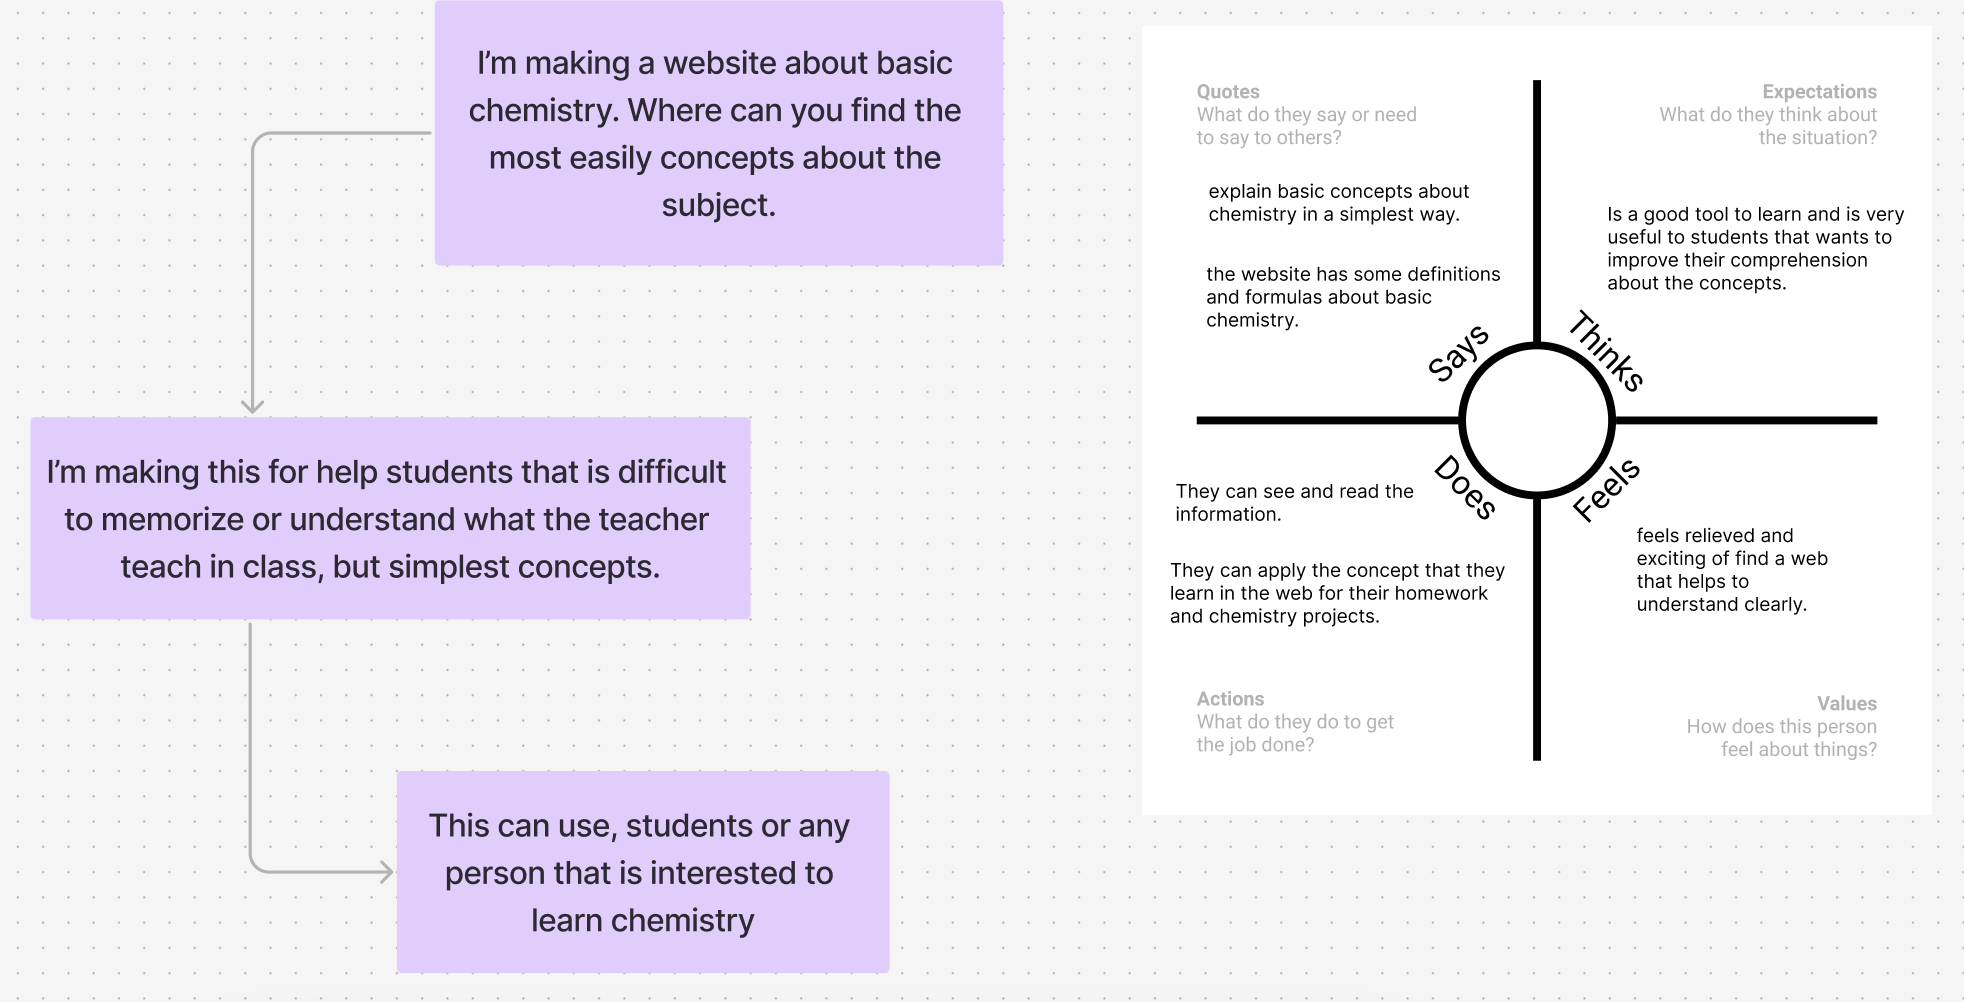 I'm making a website about basic
chemistry. Where can you find the
most easily concepts about the
subject.
I'm making this for help students that is difficult
to memorize or understand what the teacher
teach in class, but simplest concepts.
This can use, students or any
person that is interested to
learn chemistry
Quotes
What do they say or need
to say to others?
explain basic concepts about
chemistry in a simplest way.
the website has some definitions
and formulas about basic
chemistry.
Says
Expectations
What do they think about
the situation?
Is a good tool to learn and is very
useful to students that wants to
improve their comprehension
about the concepts.
Thinks
Does
They can see and read the
information.
They can apply the concept that they
learn in the web for their homework
and chemistry projects.
Actions
What do they do to get
the job done?
Feels
feels relieved and
exciting of find a web
that helps to
understand clearly.
Values
How does this person
feel about things?